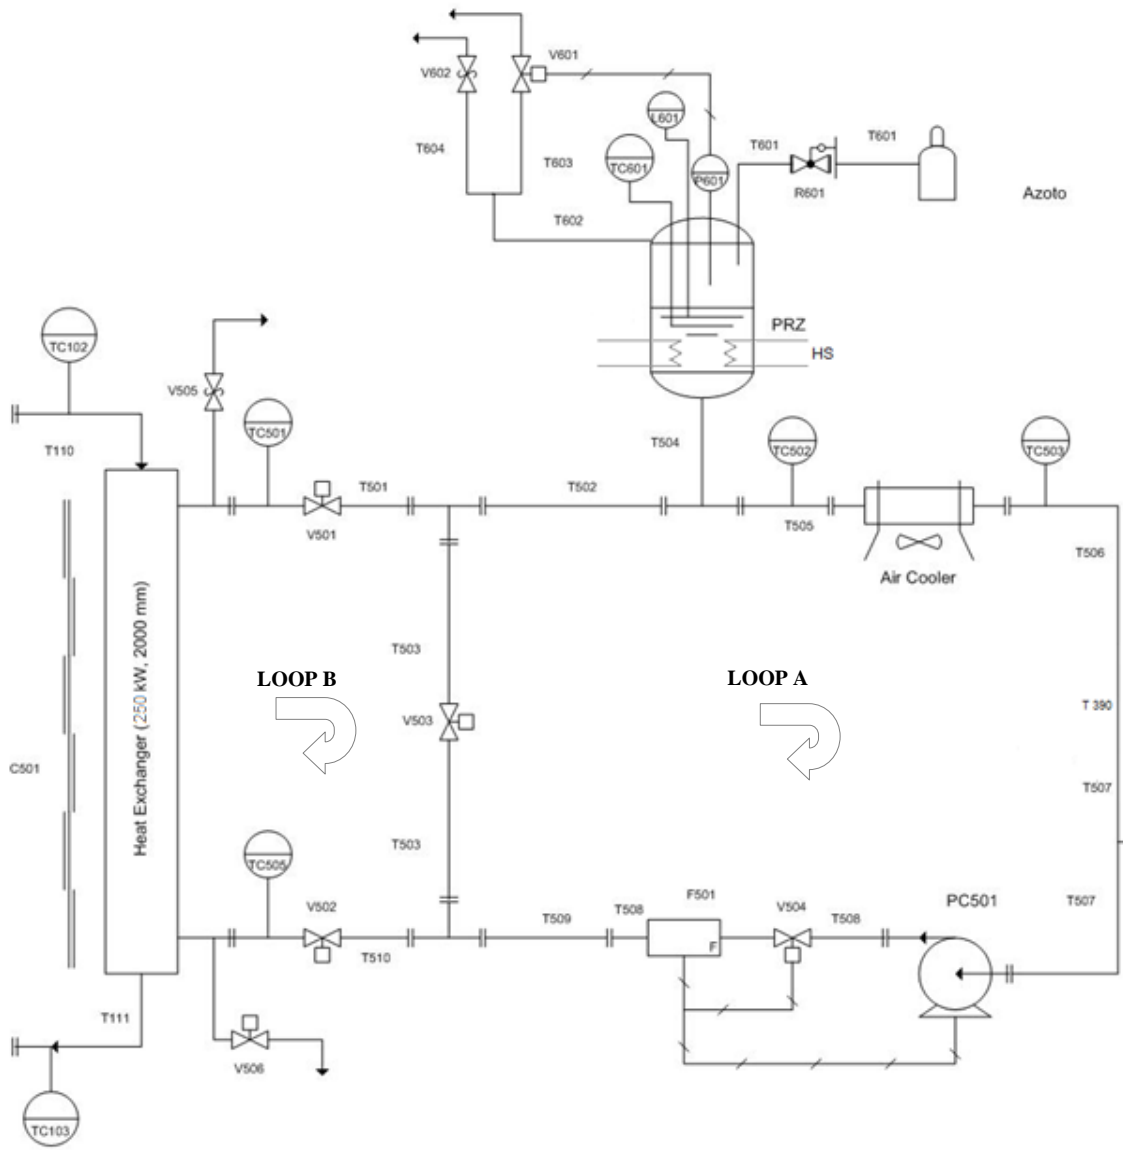 V601
V602
L601
T601
T601
T604
T603
TC601
P601
R601
Azoto
T602
TC102
PRZ
HS
V505
TC501
T110
T504
TC502
TC503
T501
T502
V501
T505
T506
Air Cooler
Heat Exchanger (250 kW, 2000 mm)
T503
LOOP B
LOOP A
V503
T 390
C501
T507
T503
TC505
V502
F501
T508
V504
T508
PC501
T507
T509
F
T510
T111
V506
TC103